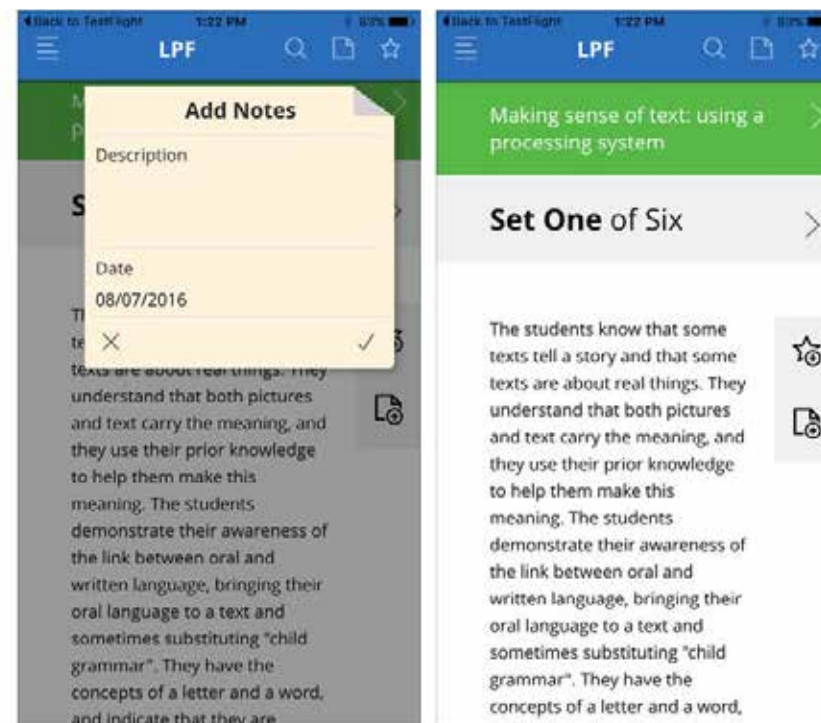 Back to TestFlight 1:22 PM 83%
LPF
Add Notes
Description
Date
08/07/2016
texts are about real things. They
understand that both pictures
and text carry the meaning, and
they use their prior knowledge
to help them make this
meaning. The students
demonstrate their awareness of
the link between oral and
written language, bringing their
oral language to a text and
sometimes substituting "child
grammar". They have the
concepts of a letter and a word,
and indicate that they are
Back to TestFlight 1:22 PM
LPF
Making sense of text: using a
processing system
Set One of Six
The students know that some
texts tell a story and that some
texts are about real things. They
understand that both pictures
and text carry the meaning, and
they use their prior knowledge
to help them make this
meaning. The students
demonstrate their awareness of
the link between oral and
written language, bringing their
oral language to a text and
sometimes substituting "child
grammar". They have the
concepts of a letter and a word,